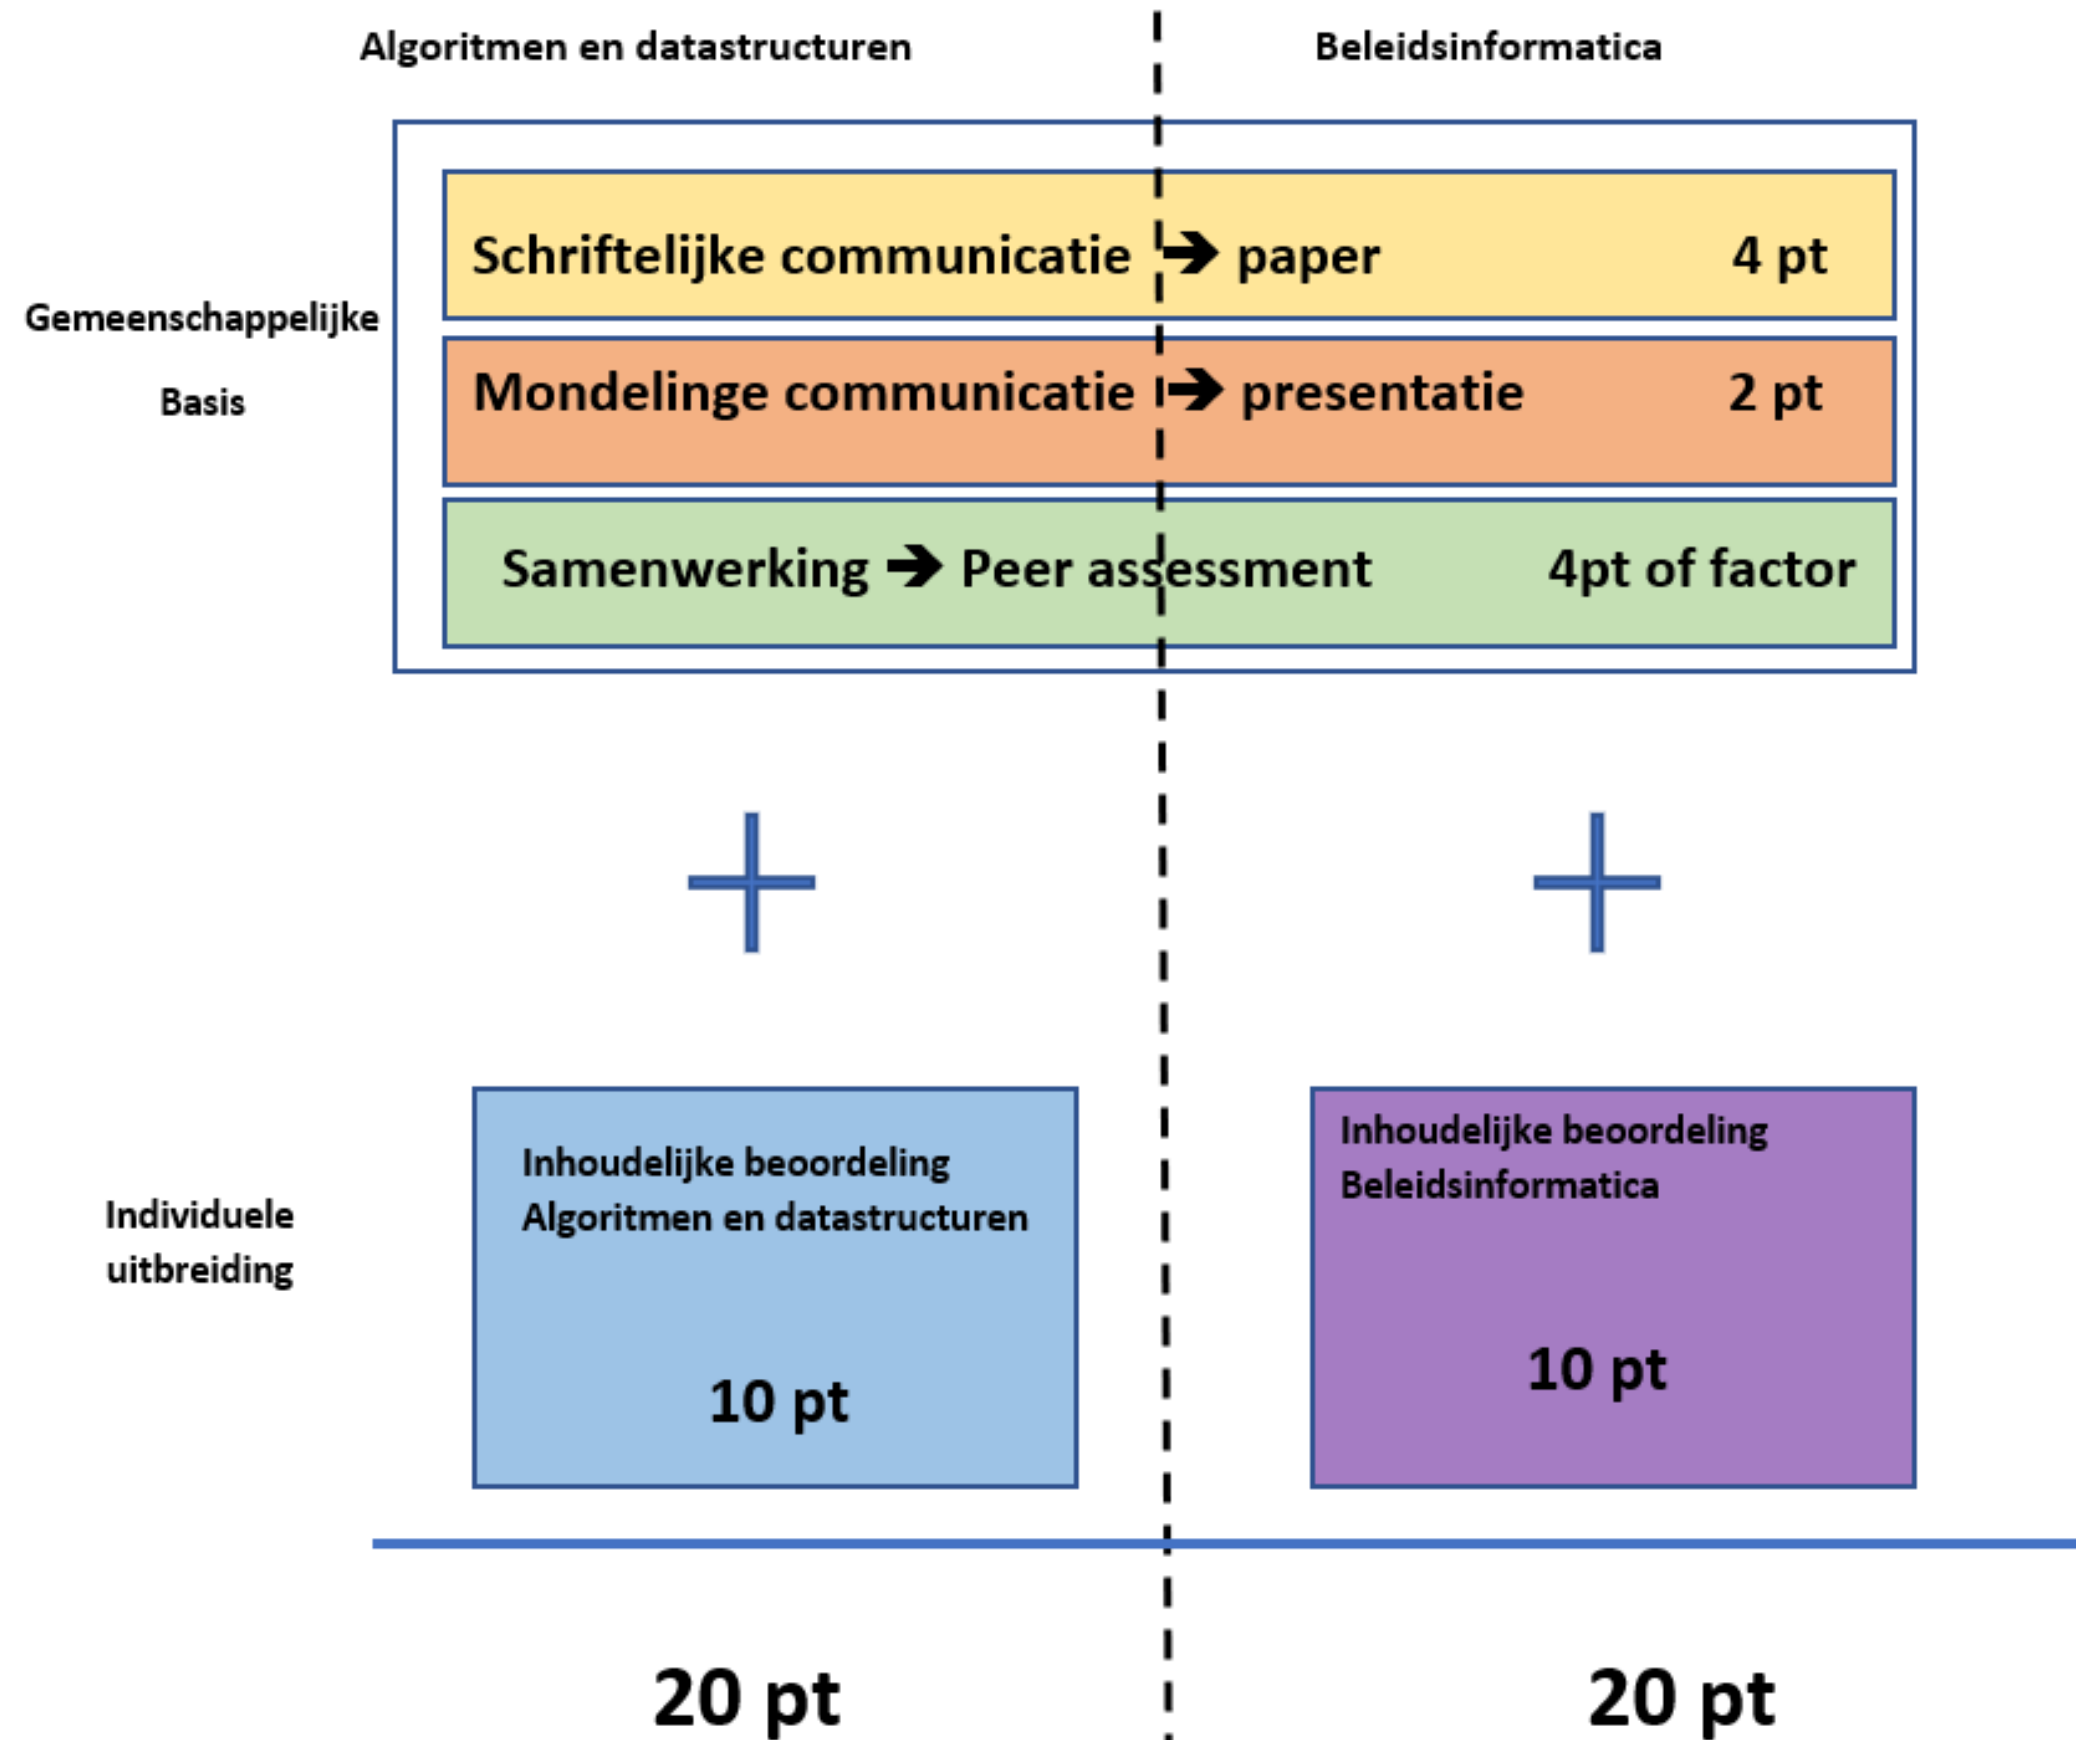 Algoritmen en datastructuren
Beleidsinformatica
Gemeenschappelijke
Basis
Schriftelijke communicatie → paper 4 pt
Mondelinge communicatie → presentatie 2 pt
Samenwerking → Peer assessment 4pt of factor
Individuele
uitbreiding
Inhoudelijke beoordeling
Algoritmen en datastructuren
10 pt
Inhoudelijke beoordeling
Beleidsinformatica
10 pt
20 pt
20 pt